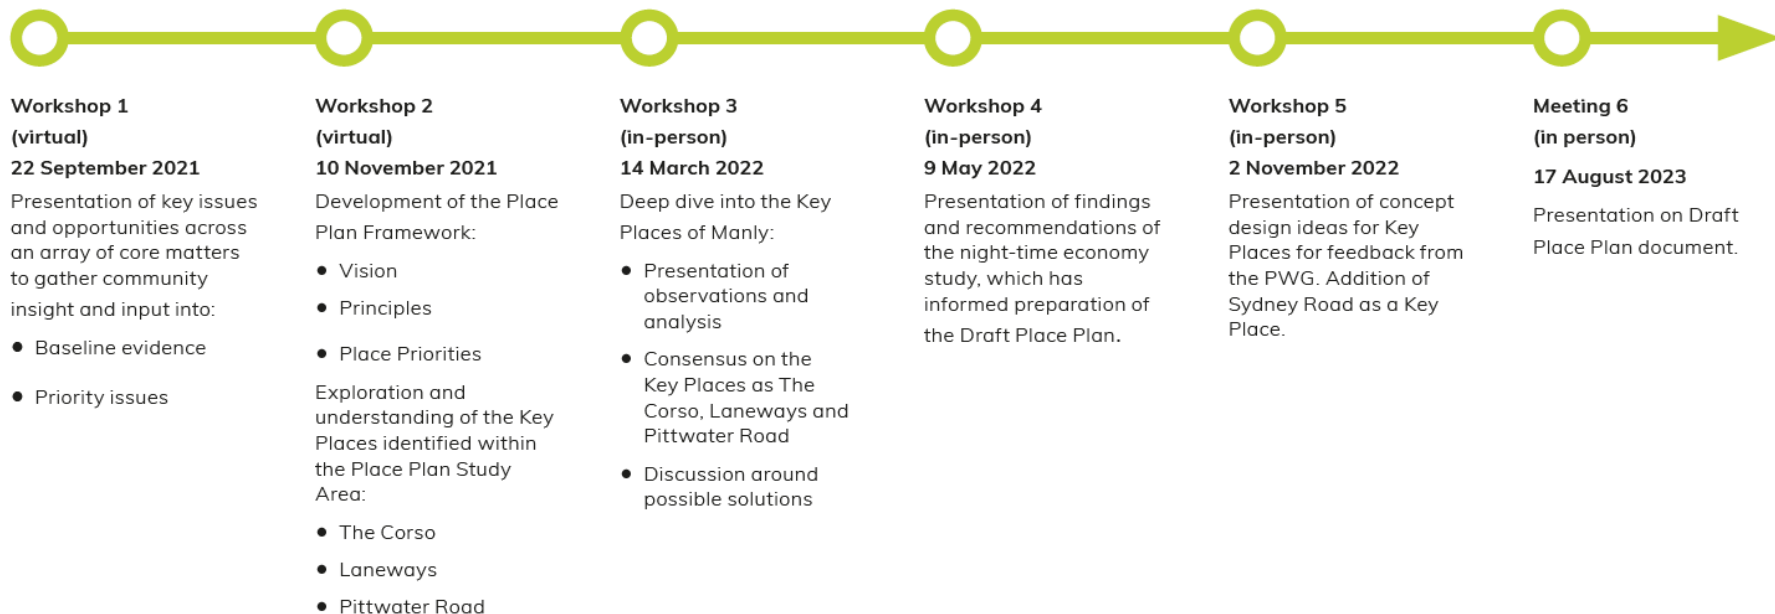 Workshop 1
(virtual)
22 September 2021
Presentation of key issues
and opportunities across
an array of core matters
to gather community
insight and input into:
● Baseline evidence
● Priority issues
Workshop 2
(virtual)
10 November 2021
Development of the Place
Plan Framework:
● Vision
● Principles
● Place Priorities
Exploration and
understanding of the Key
Places identified within
the Place Plan Study
Area:
● The Corso
● Laneways
● Pittwater Road
Workshop 3
(in-person)
14 March 2022
Deep dive into the Key
Places of Manly:
● Presentation of
observations and
analysis
● Consensus on the
Key Places as The
Corso, Laneways and
Pittwater Road
● Discussion around
possible solutions
Workshop 4
(in-person)
9 May 2022
Presentation of findings
and recommendations of
the night-time economy
study, which has
informed preparation of
the Draft Place Plan.
Workshop 5
(in-person)
2 November 2022
Presentation of concept
design ideas for Key
Places for feedback from
the PWG. Addition of
Sydney Road as a Key
Place.
Meeting 6
(in person)
17 August 2023
Presentation on Draft
Place Plan document.